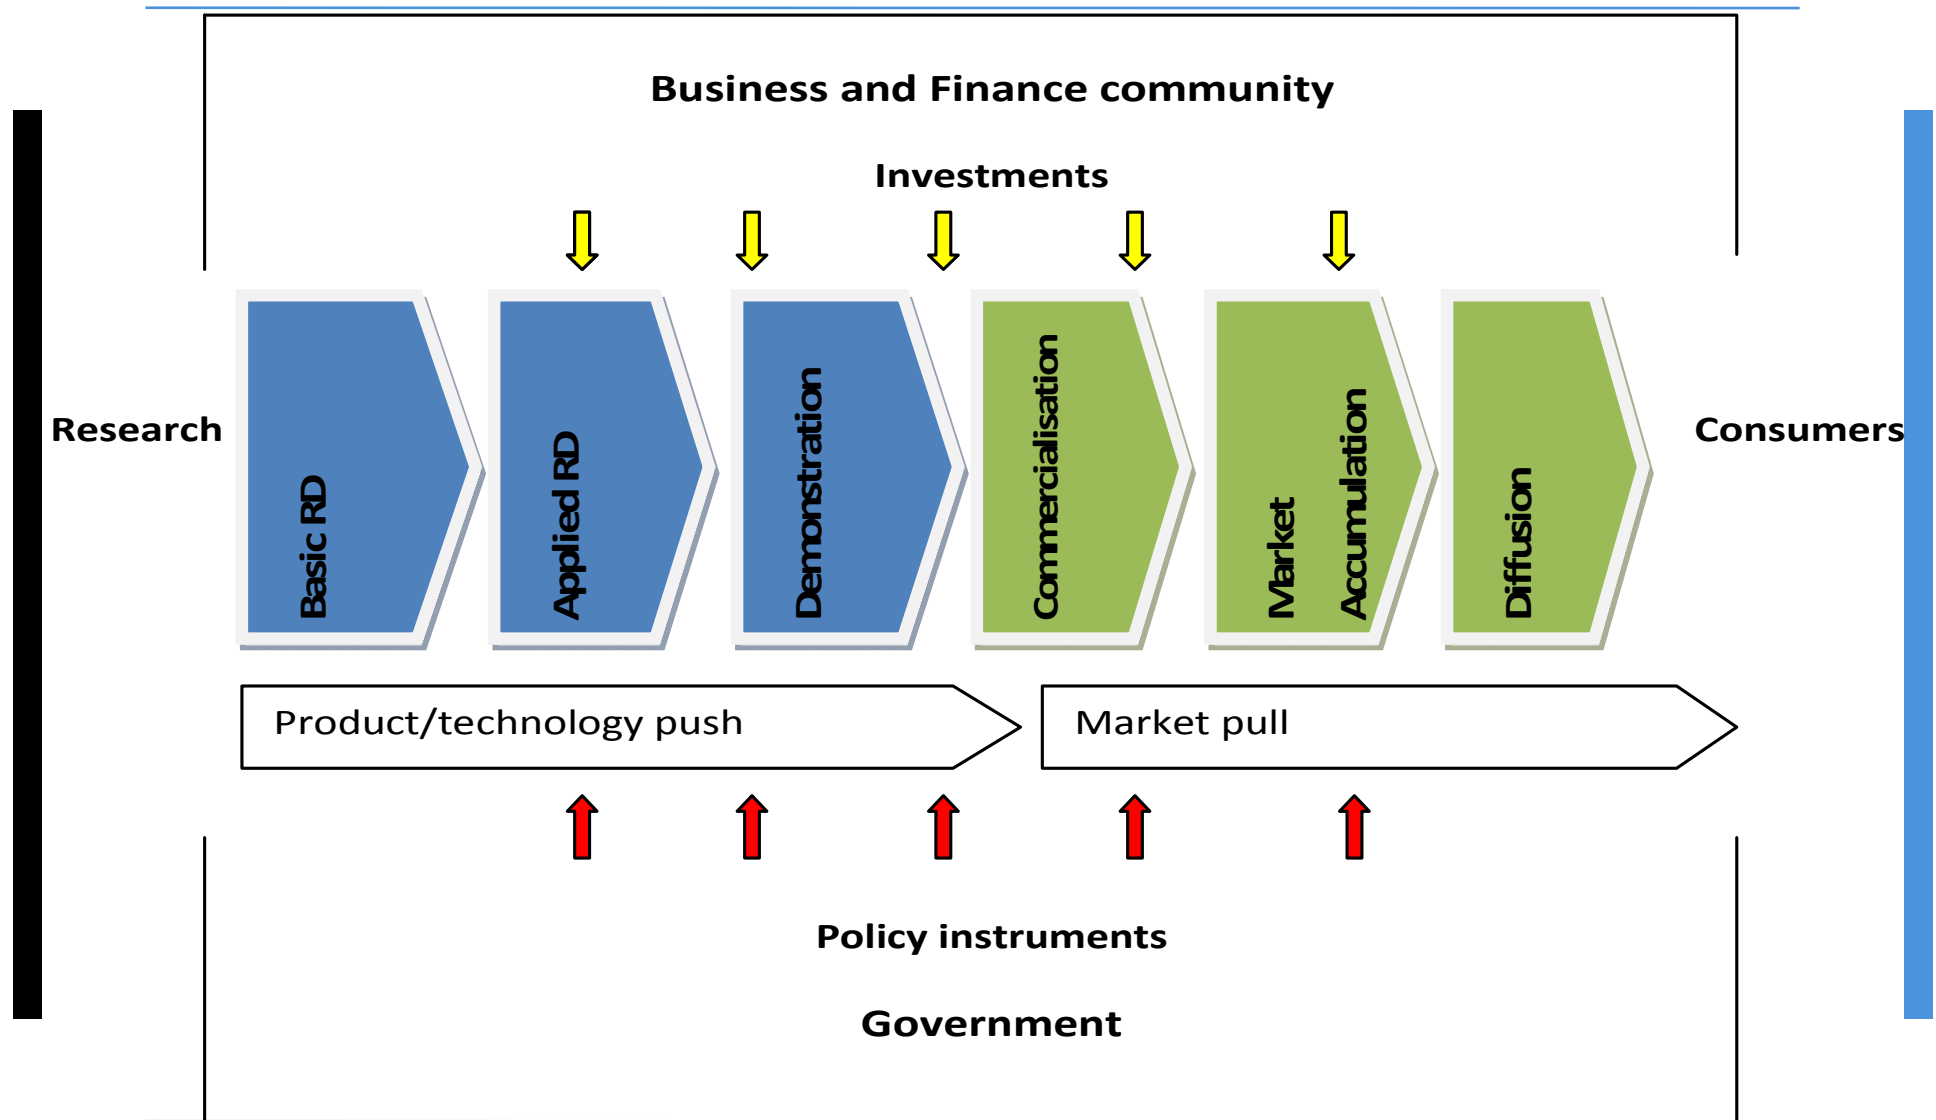 Business and Finance community
Investments
Research
Basic RD
Applied RD
Demonstration
Commercialisation
Market
Accumulation
Diffusion
Consumers
Product/technology push
Market pull
Policy instruments
Government